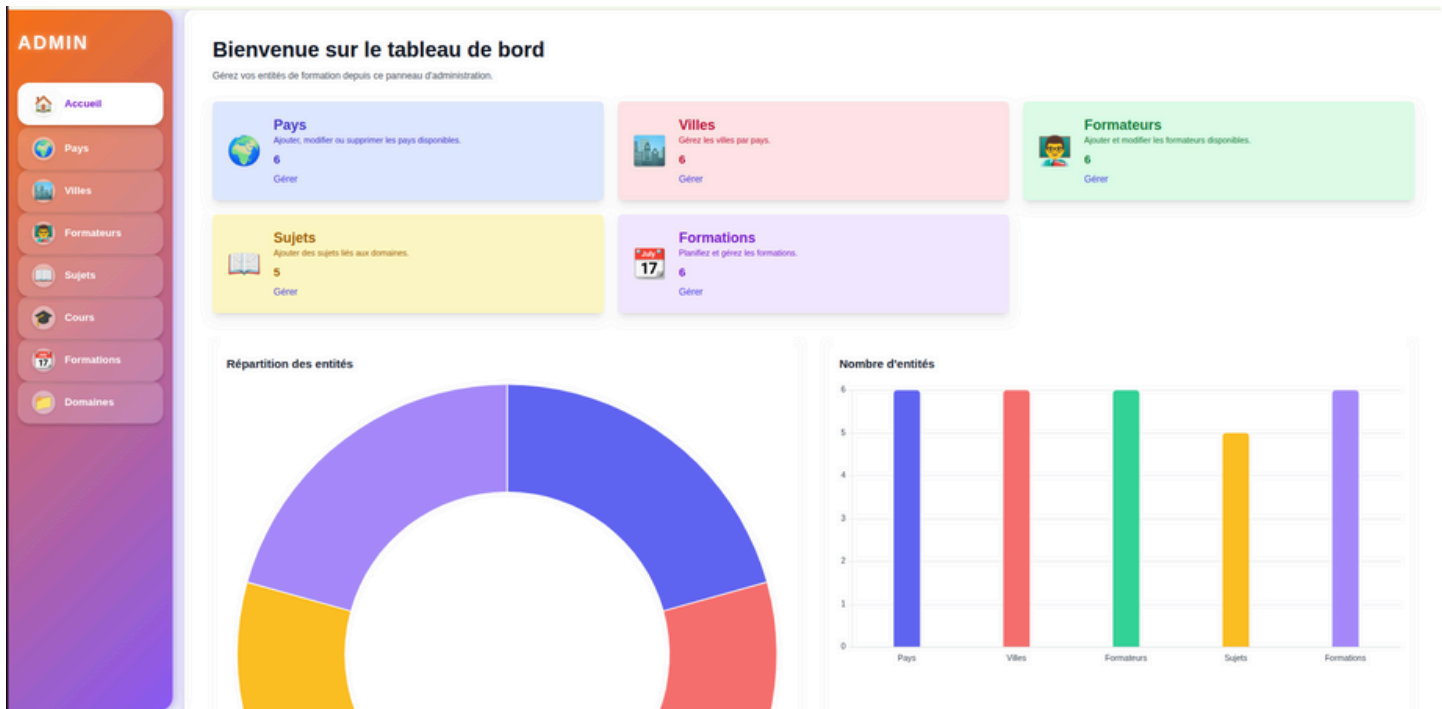 ADMIN
Accueil
Pays
Villes
Formateurs
Sujets
Cours
Formations
Domaines
Bienvenue sur le tableau de bord
Gérez vos entités de formation depuis ce panneau d'administration.
Pays
Ajouter, modifier ou supprimer les pays disponibles.
6
Gérer
Villes
Gérez les villes par pays.
6
Gérer
Formateurs
Ajouter et modifier les formateurs disponibles.
6
Gérer
Sujets
Ajouter des sujets liés aux domaines.
5
Gérer
July
17
Formations
Planifiez et gérez les formations.
6
Gérer
Répartition des entités
Nombre d'entités
6
5
4
3
2
1
0
Pays Villes Formateurs Sujets Formations